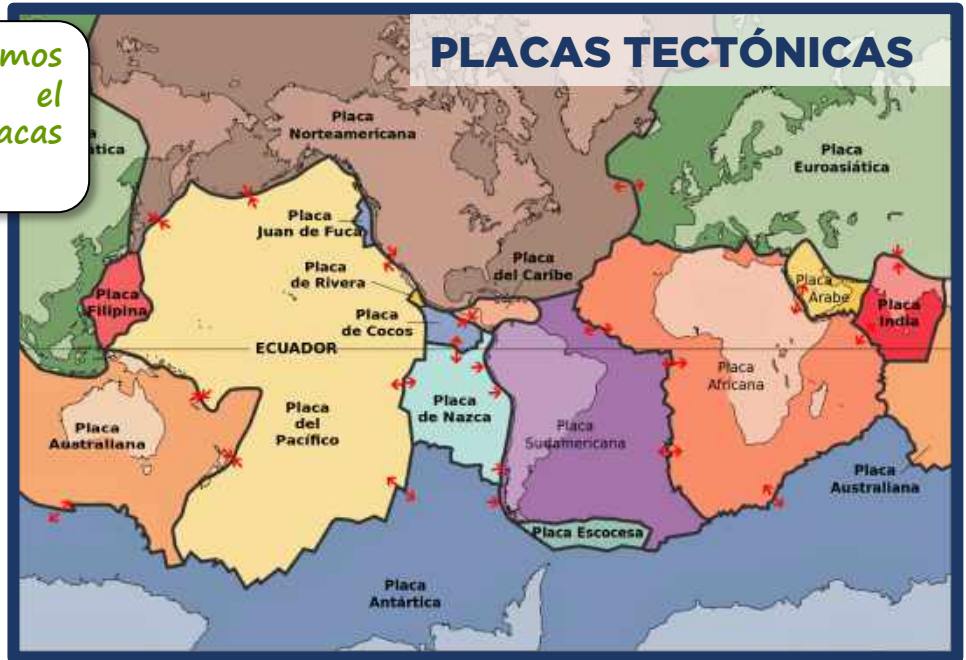 PLACAS TECTÓNICAS
mos
el
acas
ática
Placa
Norteamericana
Placa
Euroasiática
Placa
Juan de Fuca
Placa
de Rivera
Placa
del Caribe
Placa
de Cocos
Placa
Filipina
Placa
Árabe
Placa
India
ECUADOR
Placa
Africana
Placa
Australiana
Placa
del
Pacífico
Placa
de Nazca
Placa
Sudamericana
Placa
Australiana
Placa Escocesa
Placa
Antártica